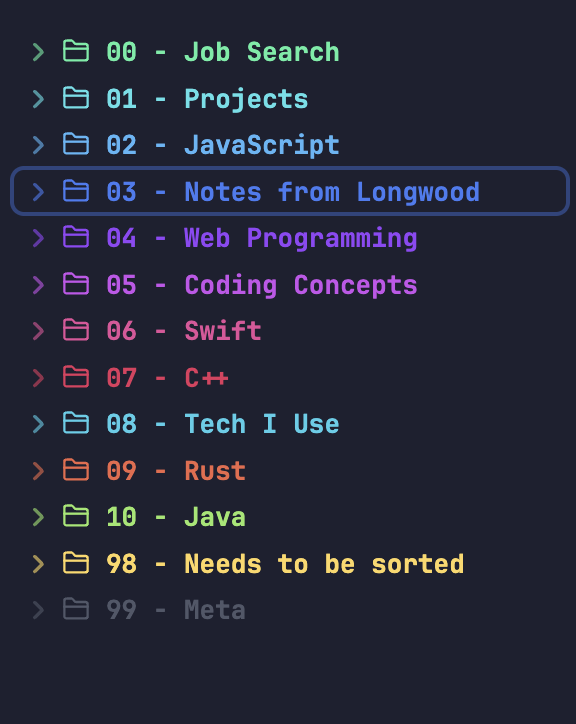 00 - Job Search
01 - Projects
02 - JavaScript
03 - Notes from Longwood
04 - Web Programming
05 - Coding Concepts
06 - Swift
07 - C++
08 - Tech I Use
09 - Rust
10 - Java
98 - Needs to be sorted
99 - Meta